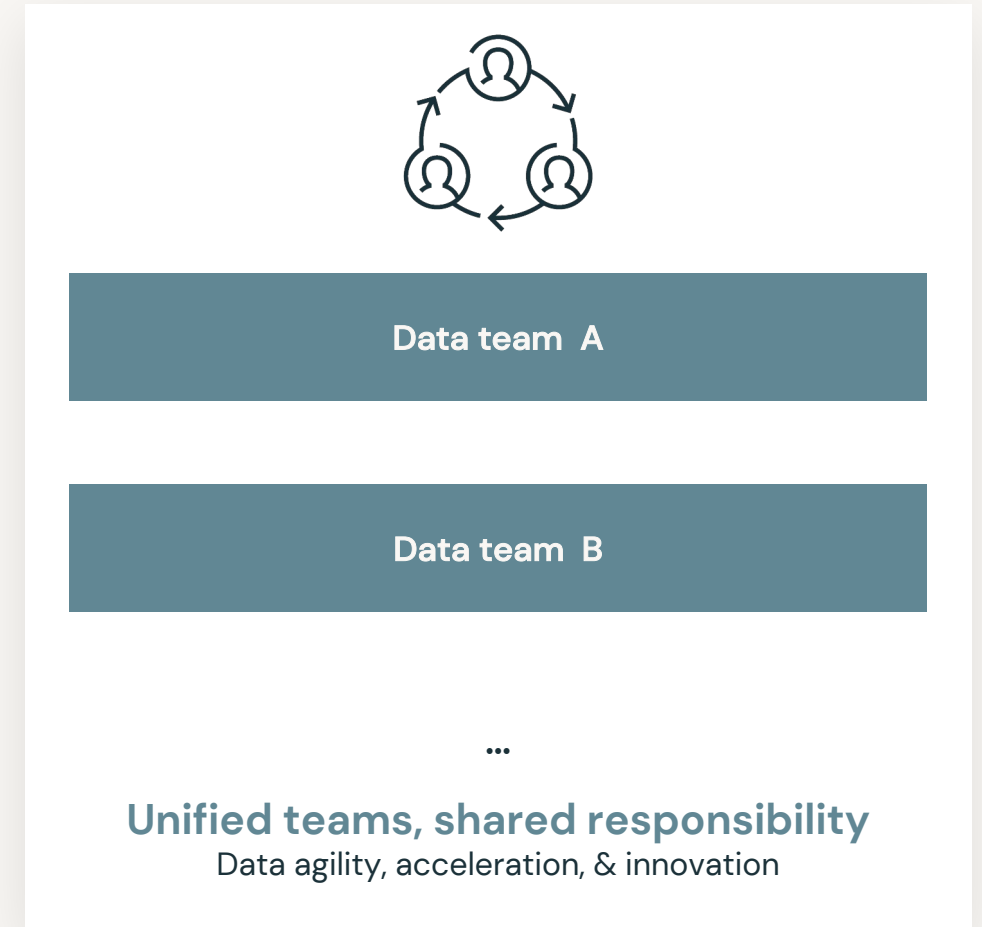 Data team  A
Data team  B
...
Unified teams, shared responsibility
Data agility, acceleration, & innovation